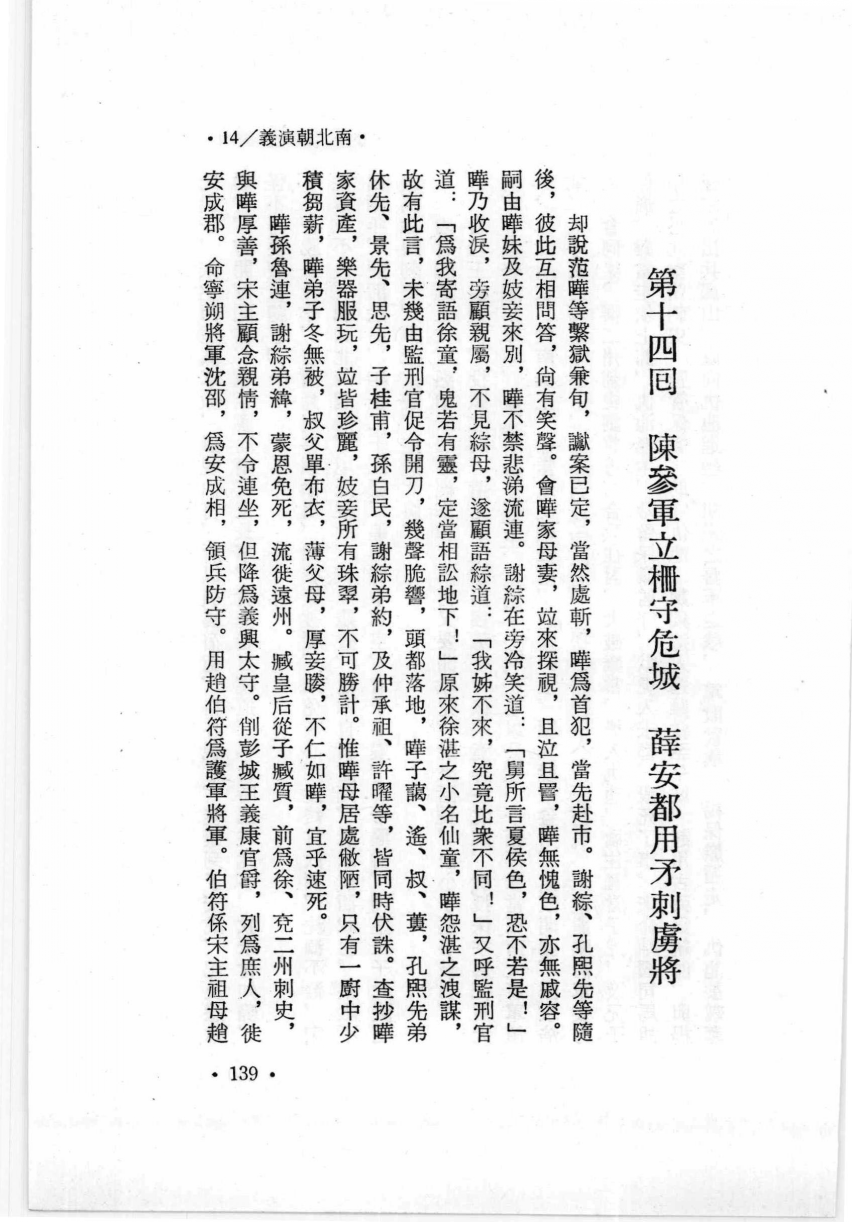 •14／義演朝北南•
第十四回　陳參軍立柵守危城　薛安都用矛刺虜將
却說范曄等繫獄兼旬，讞案已定，當然處斬，曄爲首犯，當先赴市。謝綜、孔熙先等隨
後，彼此互相問答，尙有笑聲。會曄家母妻，竝來探視，且泣且詈，曄無愧色，亦無戚容。
嗣由曄妹及妓妾來別，曄不禁悲涕流連。謝綜在旁冷笑道：「舅所言夏侯色，恐不若是！」
曄乃收淚，旁顧親屬，不見綜母，遂顧語綜道：「我姊不來，究竟比衆不同！」又呼監刑官
道：「爲我寄語徐童，鬼若有靈，定當相訟地下！」原來徐湛之小名仙童，曄怨湛之洩謀，
故有此言，未幾由監刑官促令開刀，幾聲脆響，頭都落地，曄子藹、遙、叔、蔞，孔熙先弟
休先、景先、思先，子桂甫，孫白民，謝綜弟約，及仲承祖、許曜等，皆同時伏誅。查抄曄
家資產，樂器服玩，竝皆珍麗，妓妾所有珠翠，不可勝計。惟曄母居處敝陋，只有一廚中少
積芻薪，曄弟子冬無被，叔父單布衣，薄父母，厚妾媵，不仁如曄，宜乎速死。
曄孫魯連，謝綜弟緯，蒙恩免死，流徙遠州。臧皇后從子臧質，前爲徐、兗二州刺史，
與曄厚善，宋主顧念親情，不令連坐，但降爲義興太守。削彭城王義康官爵，列爲庶人，徙
安成郡。命寧朔將軍沈邵，爲安成相，領兵防守。用趙伯符爲護軍將軍。伯符係宋主祖母趙
•139•